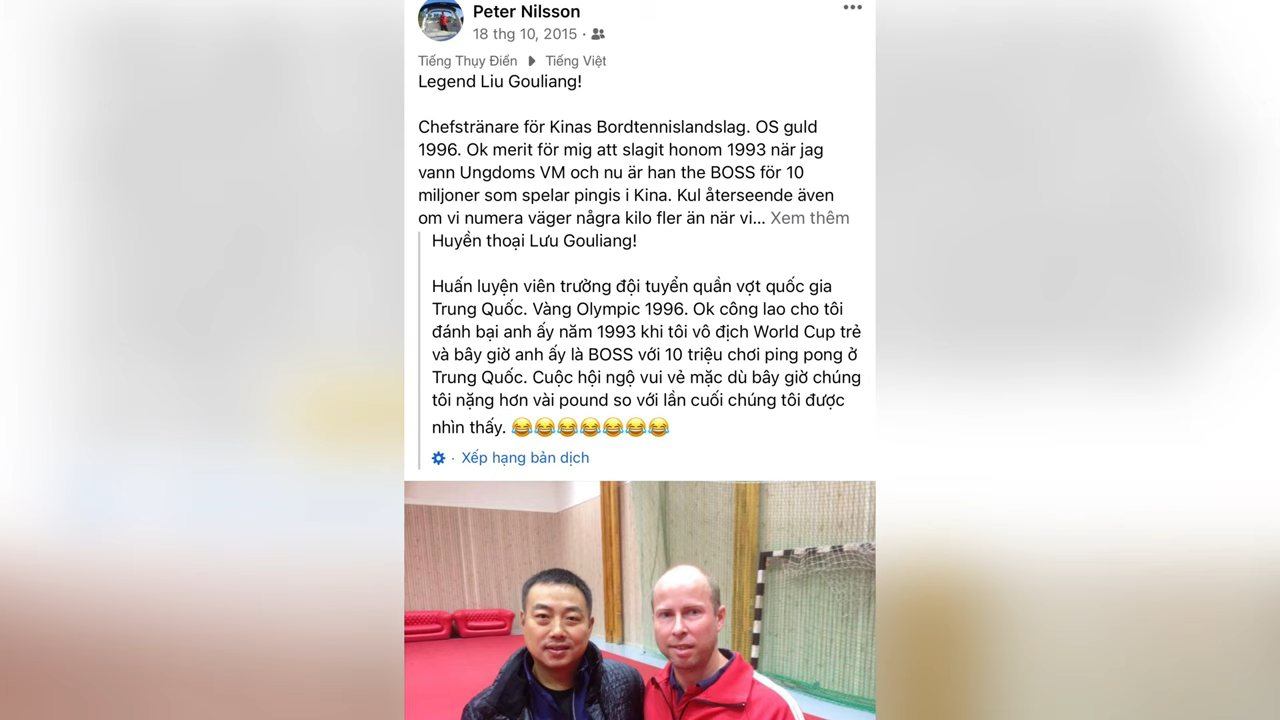 Peter Nilsson
18 thg 10, 2015 ·
Tiếng Thụy Điển ▶ Tiếng Việt
Legend Liu Gouliang!
Chefstränare för Kinas Bordtennislandslag. OS guld
1996. Ok merit för mig att slagit honom 1993 när jag
vann Ungdoms VM och nu är han the BOSS för 10
miljoner som spelar pingis i Kina. Kul återseende även
om vi numera väger några kilo fler än när vi... Xem thêm
Huyền thoại Lưu Gouliang!
Huấn luyện viên trưởng đội tuyển quần vợt quốc gia
Trung Quốc. Vàng Olympic 1996. Ok công lao cho tôi
đánh bại anh ấy năm 1993 khi tôi vô địch World Cup trẻ
và bây giờ anh ấy là BOSS với 10 triệu chơi ping pong ở
Trung Quốc. Cuộc hội ngộ vui vẻ mặc dù bây giờ chúng
tôi nặng hơn vài pound so với lần cuối chúng tôi được
nhìn thấy. 😂😂😂😂😂😂😂
· Xếp hạng bản dịch